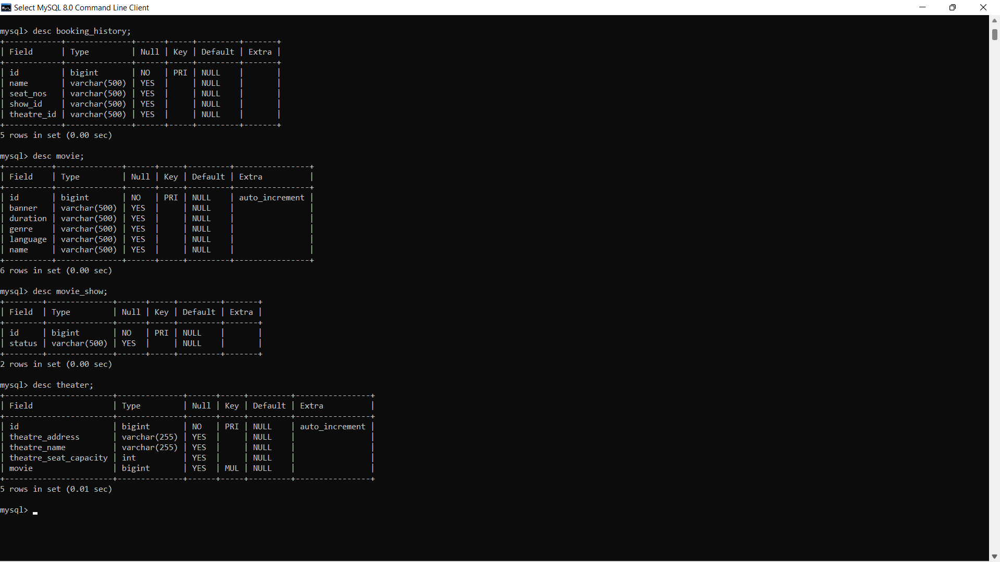 Select MySQL 8.0 Command Line Client
mysql> desc booking_history;
+------------+--------------+------+-----+---------+-------+
| Field      | Type         | Null | Key | Default | Extra |
+------------+--------------+------+-----+---------+-------+
| id         | bigint       | NO   | PRI | NULL    |       |
| name       | varchar(500) | YES  |     | NULL    |       |
| seat_nos   | varchar(500) | YES  |     | NULL    |       |
| show_id    | varchar(500) | YES  |     | NULL    |       |
| theatre_id | varchar(500) | YES  |     | NULL    |       |
+------------+--------------+------+-----+---------+-------+
5 rows in set (0.00 sec)
mysql> desc movie;
+----------+--------------+------+-----+---------+----------------+
| Field    | Type         | Null | Key | Default | Extra          |
+----------+--------------+------+-----+---------+----------------+
| id       | bigint       | NO   | PRI | NULL    | auto_increment |
| banner   | varchar(500) | YES  |     | NULL    |                |
| duration | varchar(500) | YES  |     | NULL    |                |
| genre    | varchar(500) | YES  |     | NULL    |                |
| language | varchar(500) | YES  |     | NULL    |                |
| name     | varchar(500) | YES  |     | NULL    |                |
+----------+--------------+------+-----+---------+----------------+
6 rows in set (0.00 sec)
mysql> desc movie_show;
+--------+--------------+------+-----+---------+-------+
| Field  | Type         | Null | Key | Default | Extra |
+--------+--------------+------+-----+---------+-------+
| id     | bigint       | NO   | PRI | NULL    |       |
| status | varchar(500) | YES  |     | NULL    |       |
+--------+--------------+------+-----+---------+-------+
2 rows in set (0.00 sec)
mysql> desc theater;
+-----------------------+--------------+------+-----+---------+----------------+
| Field                 | Type         | Null | Key | Default | Extra          |
+-----------------------+--------------+------+-----+---------+----------------+
| id                    | bigint       | NO   | PRI | NULL    | auto_increment |
| theatre_address       | varchar(255) | YES  |     | NULL    |                |
| theatre_name          | varchar(255) | YES  |     | NULL    |                |
| theatre_seat_capacity | int          | YES  |     | NULL    |                |
| movie                 | bigint       | YES  | MUL | NULL    |                |
+-----------------------+--------------+------+-----+---------+----------------+
5 rows in set (0.01 sec)
mysql>